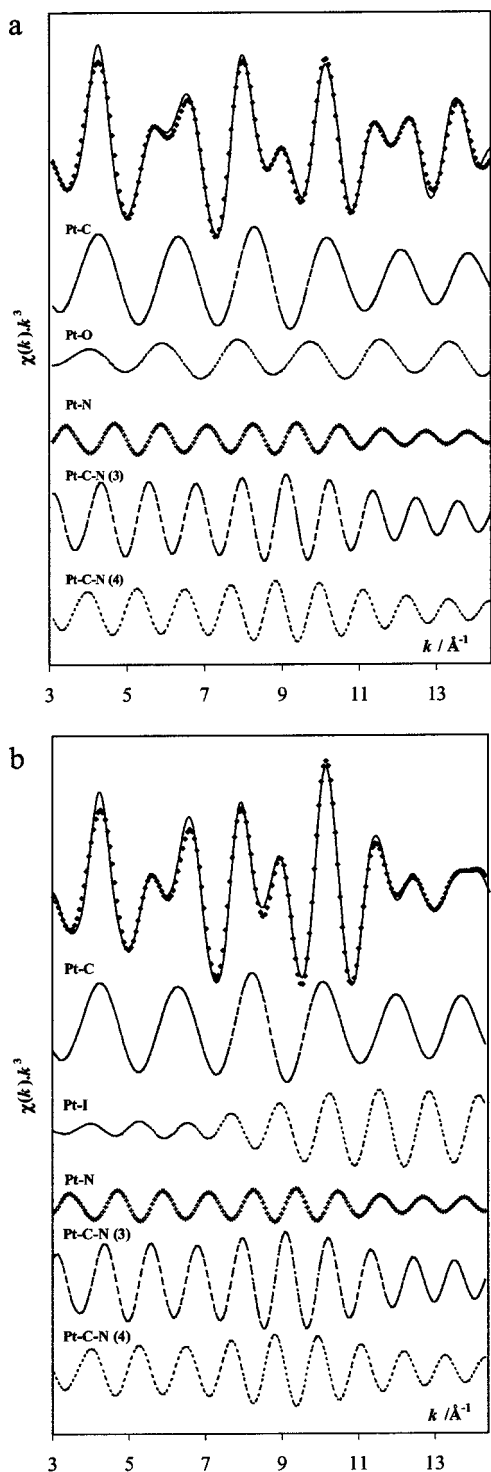 a
Pt-C
Pt-O
χ(k).k³
Pt-N
Pt-C-N (3)
Pt-C-N (4)
k / Å⁻¹
3 5 7 9 11 13
b
Pt-C
χ(k).k³
Pt-I
Pt-N
Pt-C-N (3)
Pt-C-N (4)
k /Å⁻¹
3 5 7 9 11 13